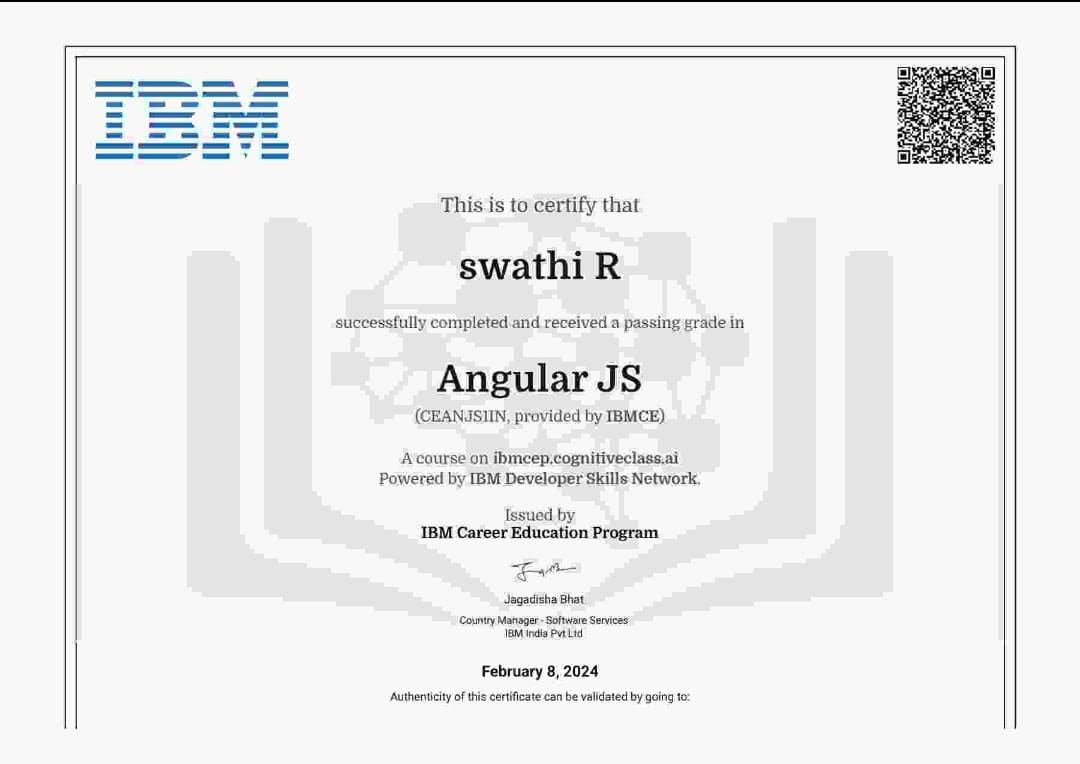 IBM
This is to certify that
swathi R
successfully completed and received a passing grade in
Angular JS
(CEANJS1IN, provided by IBMCE)
A course on ibmcep.cognitiveclass.ai
Powered by IBM Developer Skills Network.
Issued by
IBM Career Education Program
Jagadisha Bhat
Country Manager - Software Services
IBM India Pvt Ltd
February 8, 2024
Authenticity of this certificate can be validated by going to: